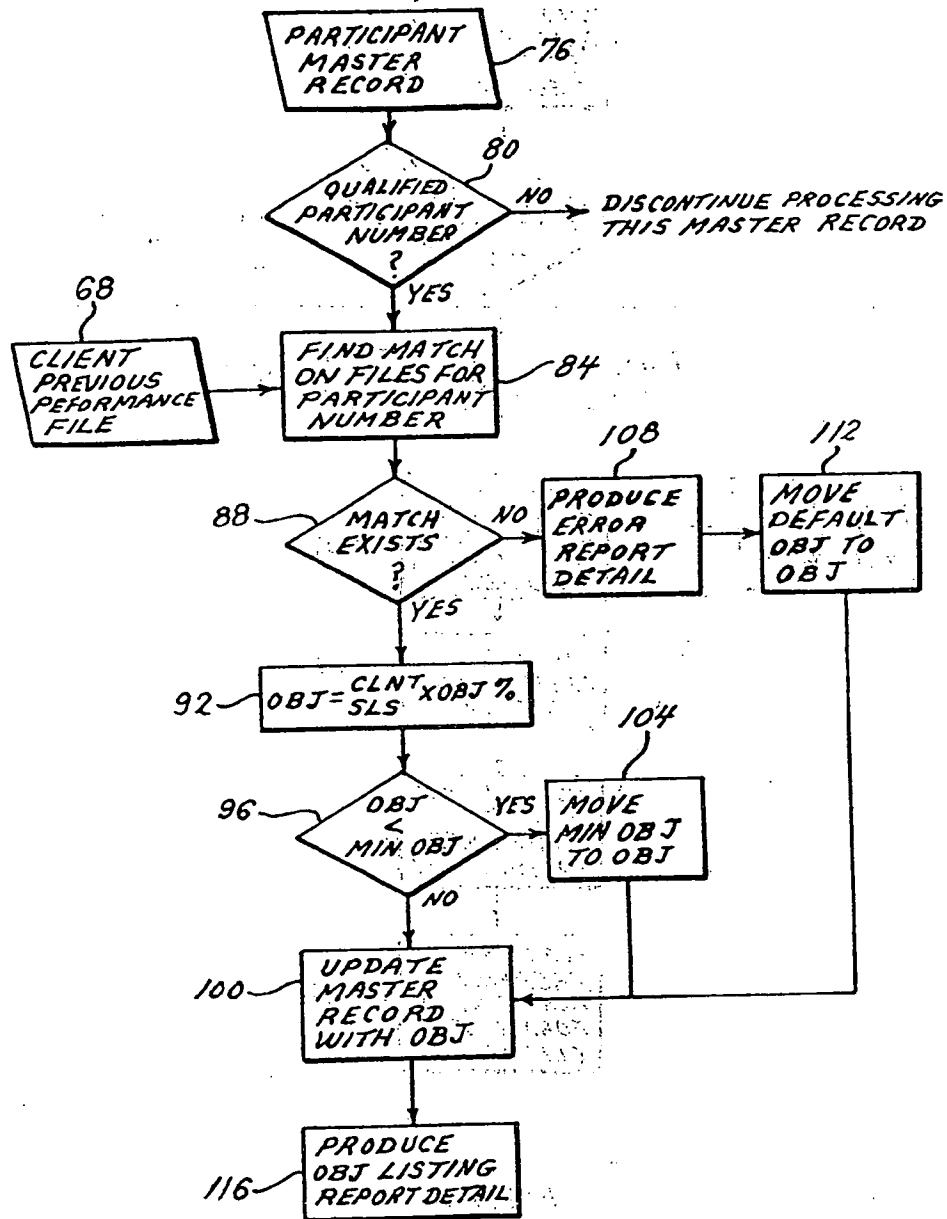 PARTICIPANT
MASTER
RECORD
76
80
QUALIFIED
PARTICIPANT
NUMBER
?
NO
DISCONTINUE PROCESSING
THIS MASTER RECORD
YES
68
CLIENT
PREVIOUS
PEFORMANCE
FILE
FIND MATCH
ON FILES FOR
PARTICIPANT
NUMBER
84
88
MATCH
EXISTS
?
NO
YES
108
PRODUCE
ERROR
REPORT
DETAIL
112
MOVE
DEFAULT
OBJ TO
OBJ
92
OBJ = CLNT SLS X OBJ %
96
OBJ
<
MIN OBJ
YES
NO
104
MOVE
MIN OBJ
TO OBJ
100
UPDATE
MASTER
RECORD
WITH OBJ
116
PRODUCE
OBJ LISTING
REPORT DETAIL